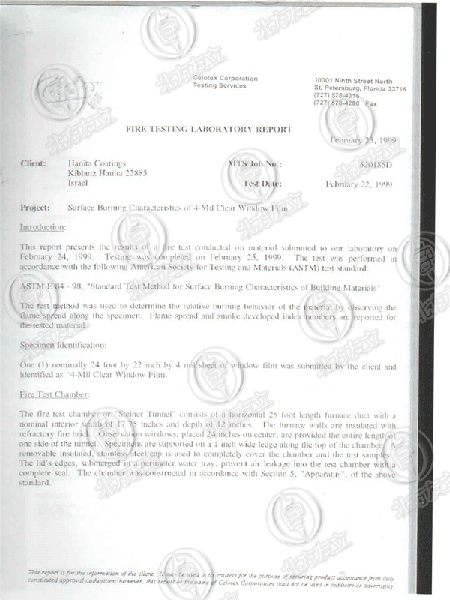 Celotex Corporation
Testing Services
10301 Ninth Street North
St. Petersburg, Florida 33716
(727) 578-4316
(727) 578-4280 Fax
FIRE TESTING LABORATORY REPORT
February 25, 1999
Client: Hanita Coatings MTS Job No.: 520185D
Kibbutz Hanita 22885
Israel Test Date: February 22, 1999
Project: Surface Burning Characteristics of 4-Mil Clear Window Film
Introduction:
This report presents the results of a fire test conducted on material submitted to our laboratory on
February 24, 1999. Testing was completed on February 25, 1999. The test was performed in
accordance with the following American Society for Testing and Materials (ASTM) test standard:
ASTM E 84 - 98, "Standard Test Method for Surface Burning Characteristics of Building Materials"
The test method was used to determine the relative burning behavior of the material by observing the
flame spread along the specimen. Flame spread and smoke developed index numbers are reported for
the tested material.
Specimen Identification:
One (1) nominally 24 foot by 22 inch by 4 mil sheet of window film was submitted by the client and
identified as "4-Mil Clear Window Film.
Fire Test Chamber:
The fire test chamber or "Steiner Tunnel" consists of a horizontal 25 foot length furnace duct with a
nominal interior width of 17 inches and depth of 12 inches. The furnace walls are insulated with
refractory fire brick. Observation windows, placed 24 inches on center, are provided the entire length of
one side of the tunnel. Specimens are supported on a 1 inch wide ledge along the top of the chamber. A
removable insulated, stainless steel lid is used to completely cover the chamber and the test samples.
The lid's edges, submerged in a perimeter water tray, prevent air leakage into the test chamber with a
complete seal. The chamber was constructed in accordance with Section 5, "Apparatus", of the above
standard.
This report is for the information of the client. It may be used in its entirety for the purpose of securing product acceptance from duly
constituted approval authorities; however, this report or the name of Celotex Corporation shall not be used in publicity or advertising.
北方天立